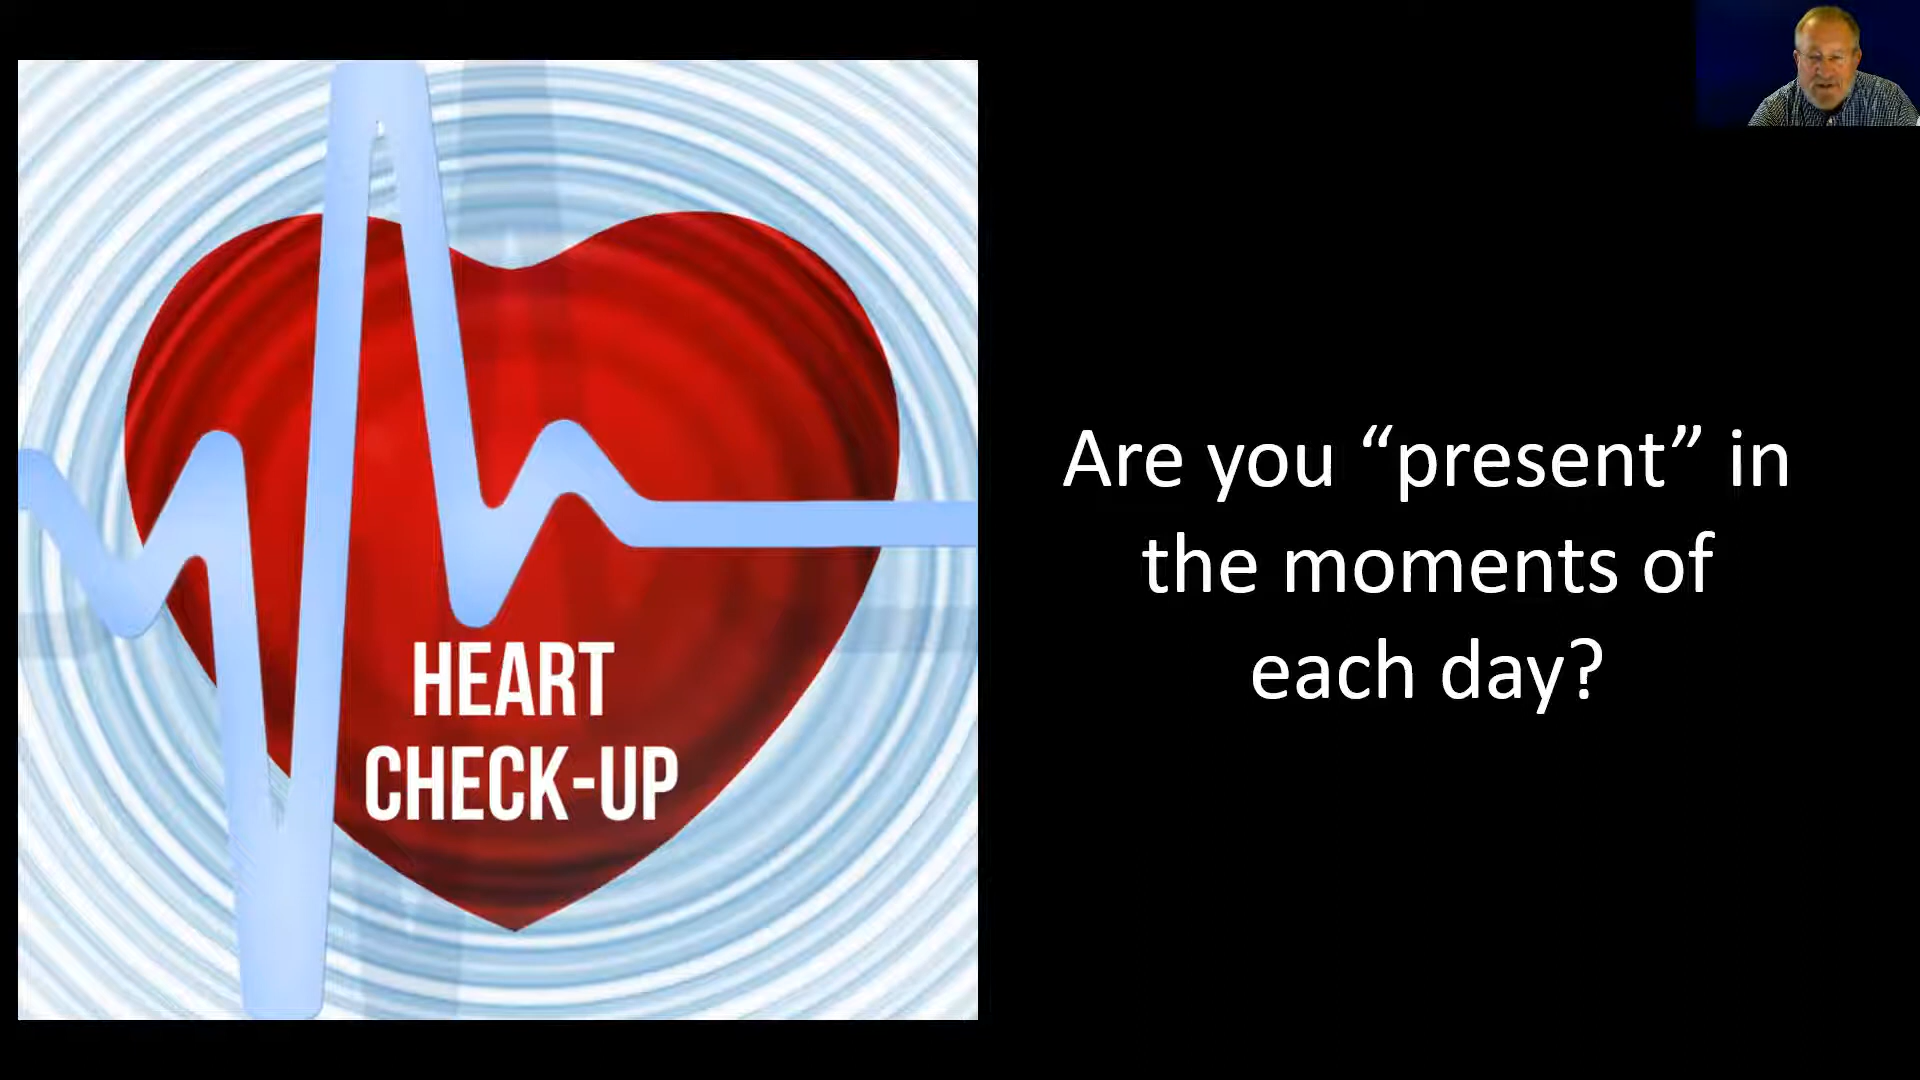 HEART
CHECK-UP
Are you “present” in
the moments of
each day?